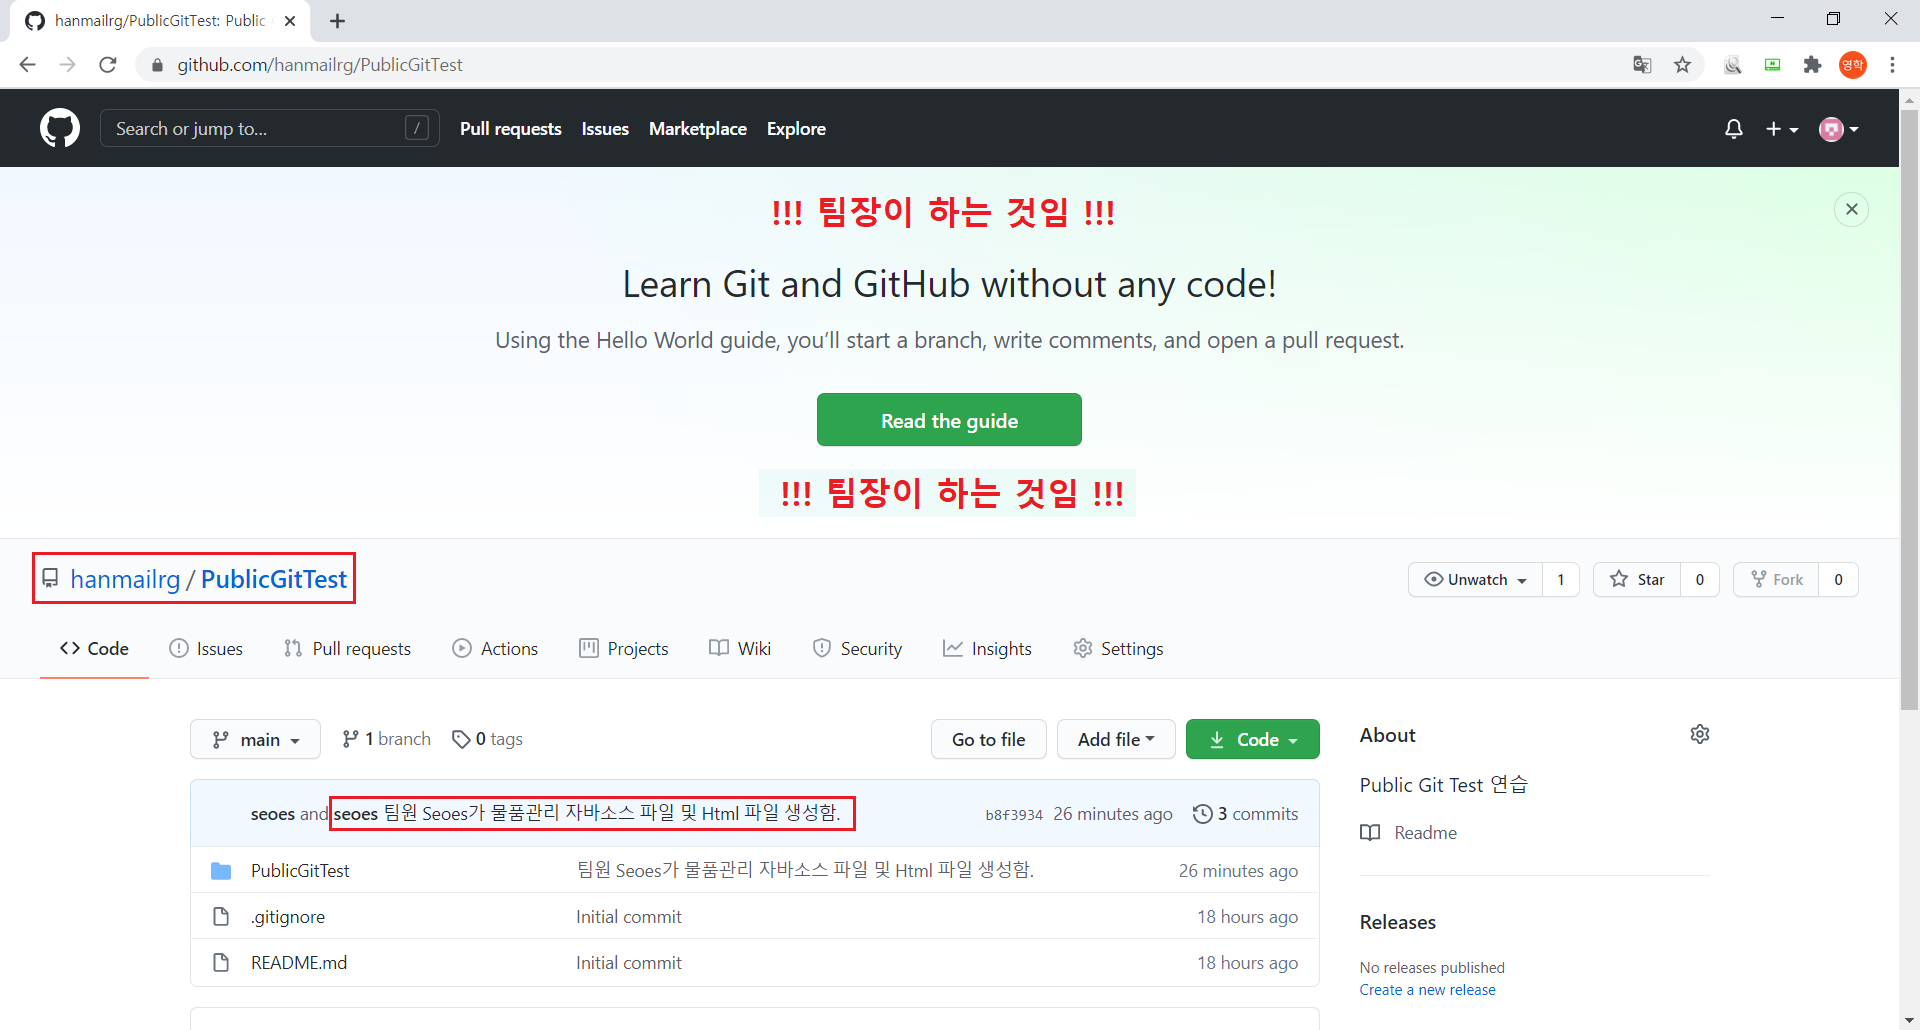 hanmailrg/PublicGitTest: Public
github.com/hanmailrg/PublicGitTest
영학
Search or jump to... /
Pull requests Issues Marketplace Explore
!!! 팀장이 하는 것임 !!!
Learn Git and GitHub without any code!
Using the Hello World guide, you’ll start a branch, write comments, and open a pull request.
Read the guide
!!! 팀장이 하는 것임 !!!
hanmailrg / PublicGitTest
Unwatch 1 Star 0 Fork 0
Code Issues Pull requests Actions Projects Wiki Security Insights Settings
main 1 branch 0 tags Go to file Add file Code
seoes and seoes 팀원 Seoes가 물품관리 자바소스 파일 및 Html 파일 생성함. b8f3934 26 minutes ago 3 commits
PublicGitTest 팀원 Seoes가 물품관리 자바소스 파일 및 Html 파일 생성함. 26 minutes ago
.gitignore Initial commit 18 hours ago
README.md Initial commit 18 hours ago
About
Public Git Test 연습
Readme
Releases
No releases published
Create a new release